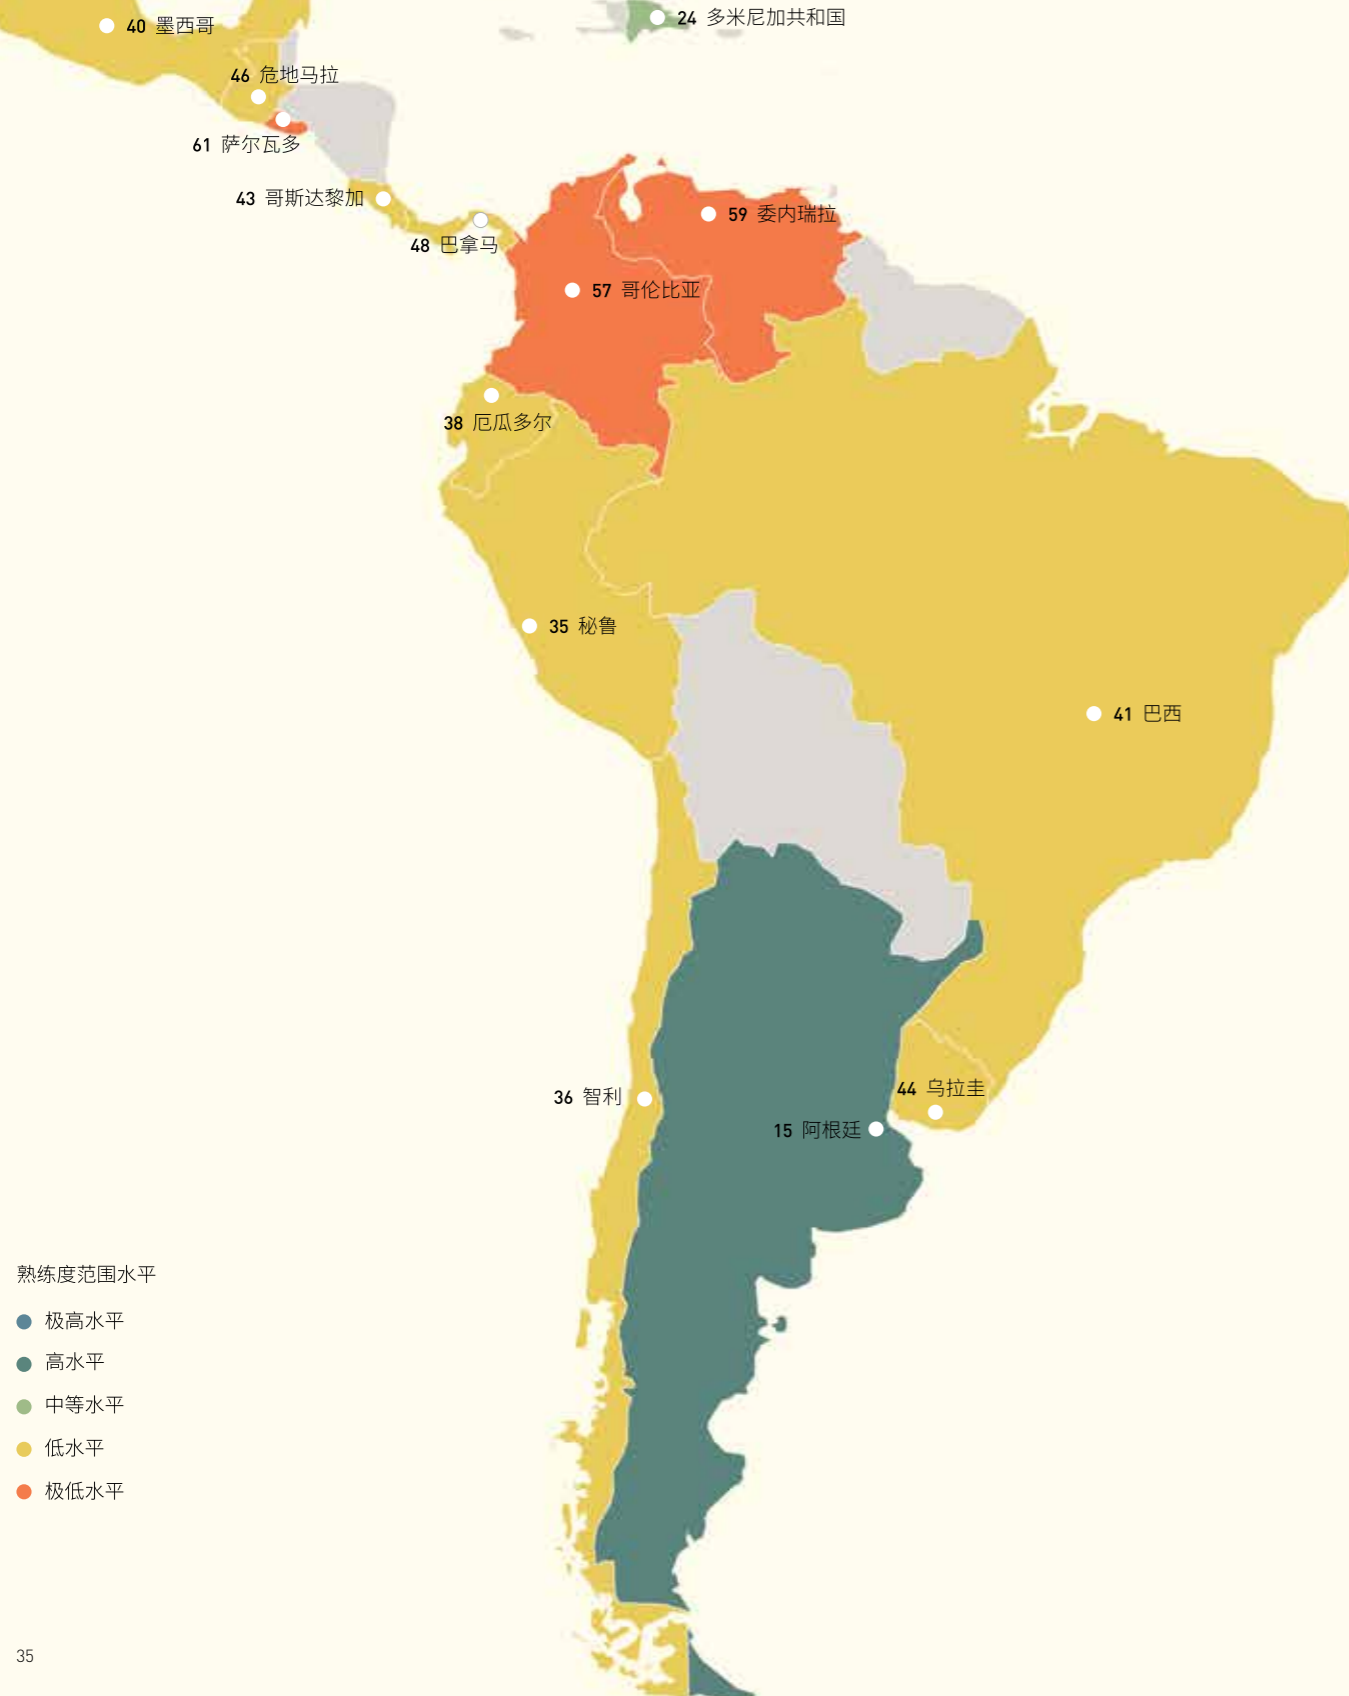 24 多米尼加共和国
40 墨西哥
46 危地马拉
61 萨尔瓦多
43 哥斯达黎加
59 委内瑞拉
48 巴拿马
57 哥伦比亚
38 厄瓜多尔
35 秘鲁
41 巴西
44 乌拉圭
36 智利
15 阿根廷
熟练度范围水平
极高水平
高水平
中等水平
低水平
极低水平
35